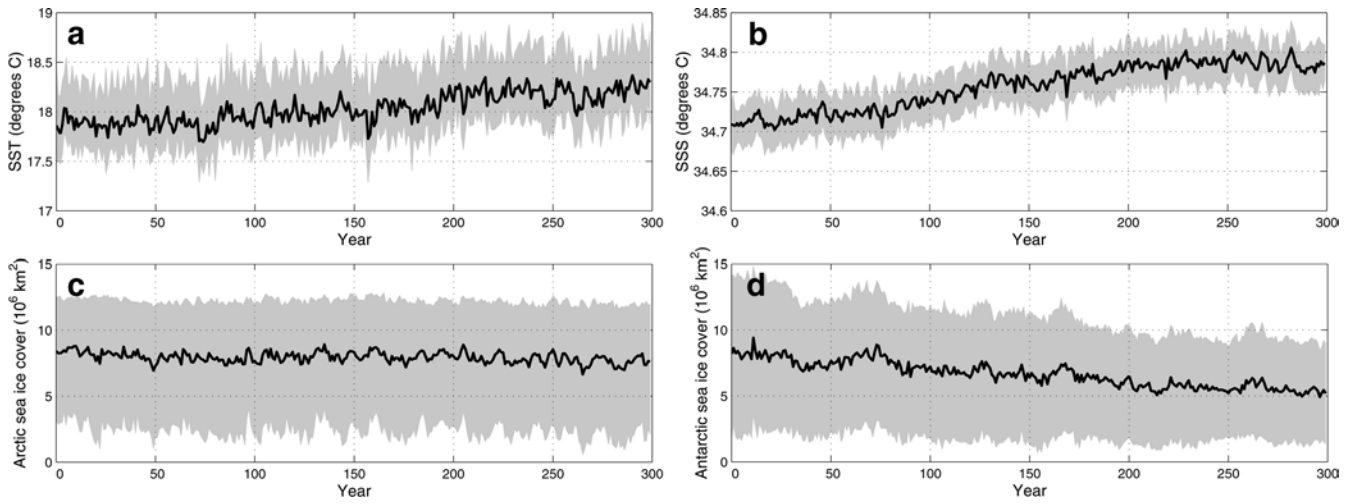 a
SST (degrees C)
19
18.5
18
17.5
17
0 50 100 150 200 250 300
Year
b
SSS (degrees C)
34.85
34.8
34.75
34.7
34.65
34.6
0 50 100 150 200 250 300
Year
c
Arctic sea ice cover (10⁶ km²)
15
10
5
0
0 50 100 150 200 250 300
Year
d
Antarctic sea ice cover (10⁶ km²)
15
10
5
0
0 50 100 150 200 250 300
Year